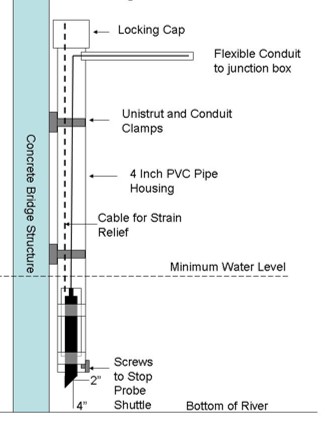 Locking Cap
Flexible Conduit
to junction box
Unistrut and Conduit
Clamps
Concrete Bridge Structure
4 Inch PVC Pipe
Housing
Cable for Strain
Relief
Minimum Water Level
Screws
to Stop
Probe
Shuttle
2"
4"
Bottom of River